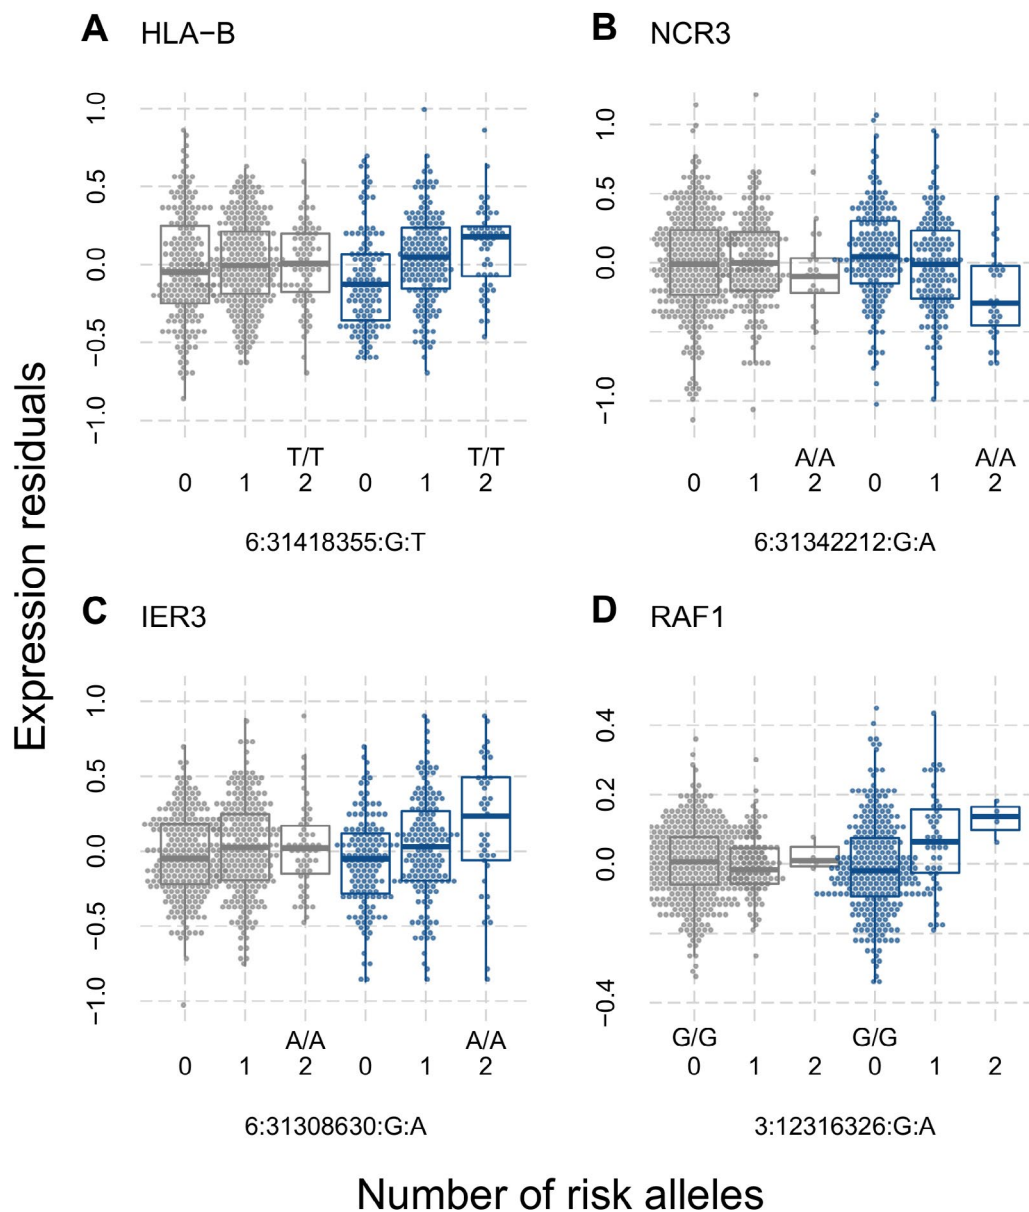 A HLA−B
1.0
0.5
0.0
−0.5
−1.0
T/T T/T
0 1 2 0 1 2
6:31418355:G:T
B NCR3
1.0
0.5
0.0
−1.0
A/A A/A
0 1 2 0 1 2
6:31342212:G:A
Expression residuals
C IER3
1.0
0.5
0.0
−0.5
−1.0
A/A A/A
0 1 2 0 1 2
6:31308630:G:A
D RAF1
0.4
0.2
0.0
−0.4
G/G G/G
0 1 2 0 1 2
3:12316326:G:A
Number of risk alleles